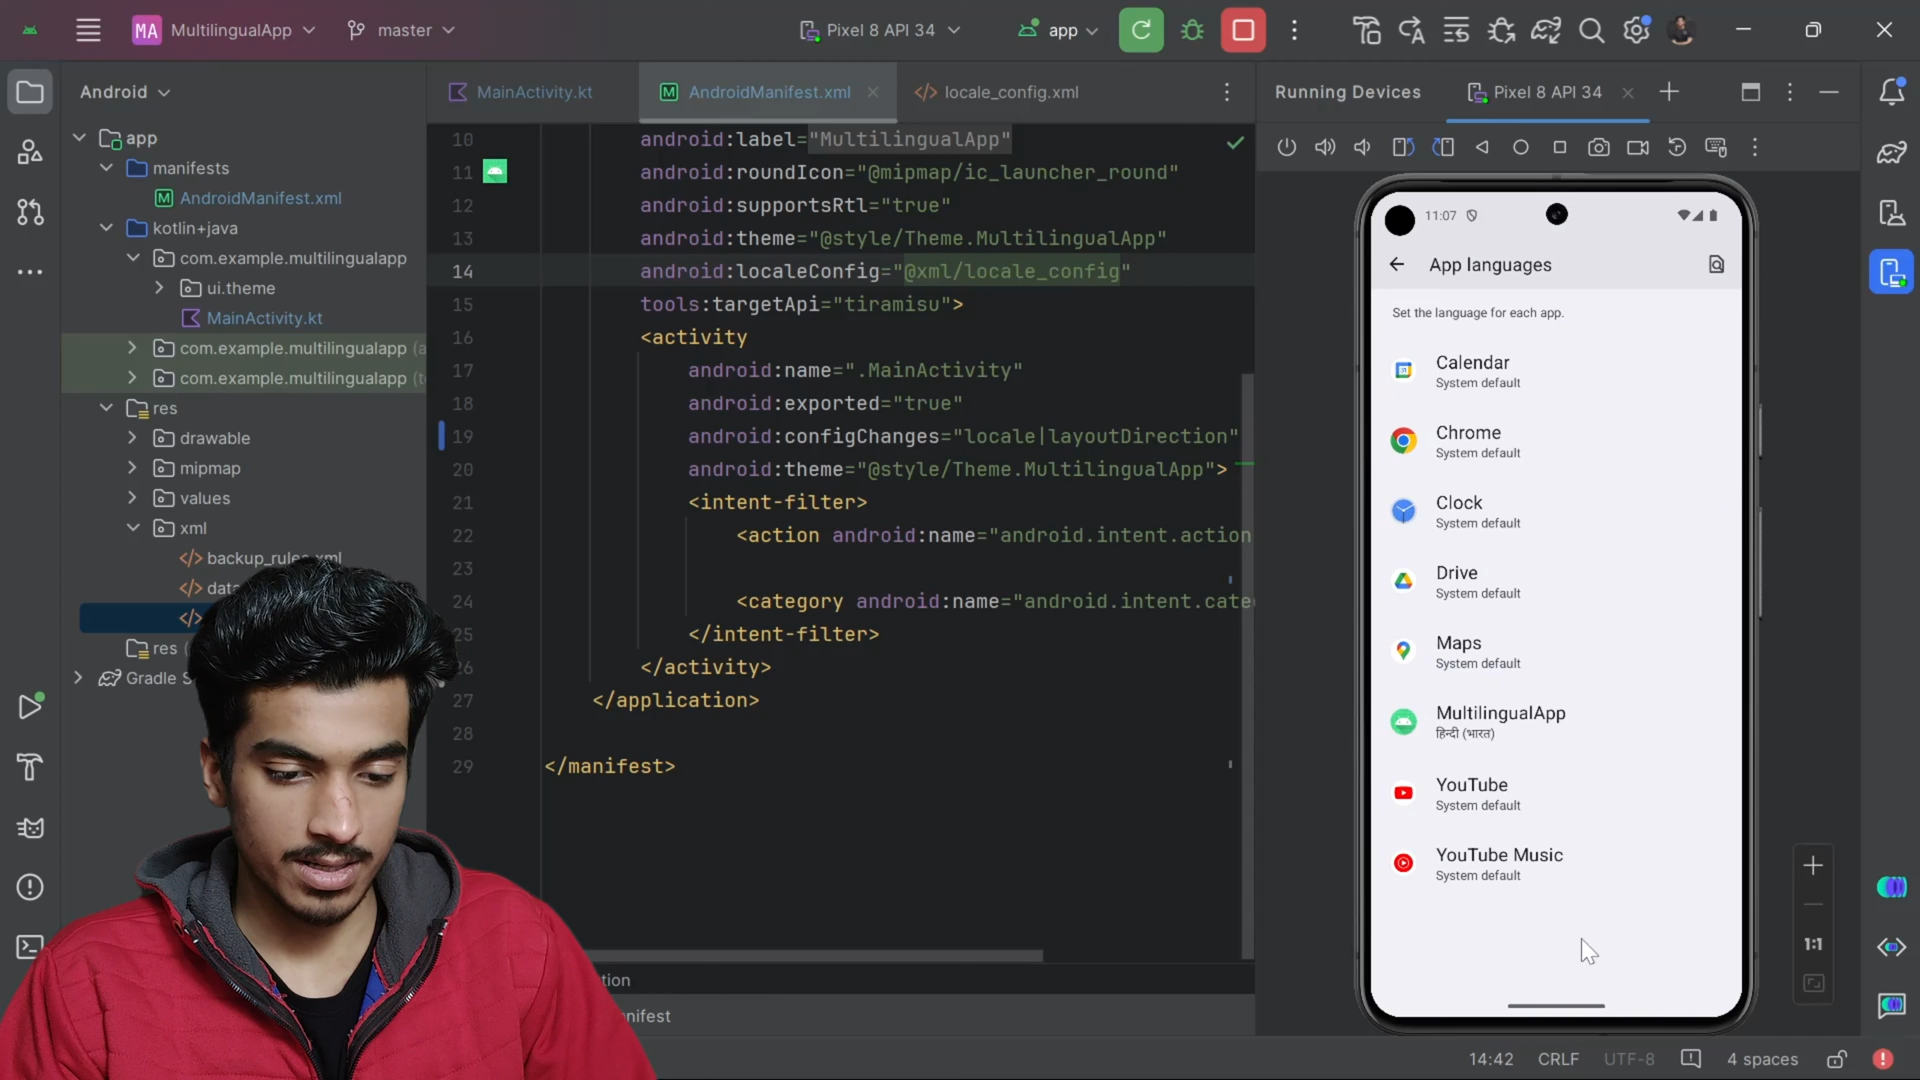 MA MultilingualApp master Pixel 8 API 34 app
Android
app
manifests
AndroidManifest.xml
kotlin+java
com.example.multilingualapp
ui.theme
MainActivity.kt
com.example.multilingualapp
com.example.multilingualapp
res
drawable
mipmap
values
xml
backup_rules.xml
res
MainActivity.kt AndroidManifest.xml locale_config.xml
10 android:label="MultilingualApp"
11 android:roundIcon="@mipmap/ic_launcher_round"
12 android:supportsRtl="true"
13 android:theme="@style/Theme.MultilingualApp"
14 android:localeConfig="@xml/locale_config"
15 tools:targetApi="tiramisu">
16 <activity
17 android:name=".MainActivity"
18 android:exported="true"
19 android:configChanges="locale|layoutDirection"
20 android:theme="@style/Theme.MultilingualApp">
21 <intent-filter>
22 <action android:name="android.intent.action
23
24 <category android:name="android.intent.cate
25 </intent-filter>
26 </activity>
27 </application>
28
29 </manifest>
Running Devices Pixel 8 API 34
11:07
App languages
Set the language for each app.
Calendar
System default
Chrome
System default
Clock
System default
Drive
System default
Maps
System default
MultilingualApp
हिन्दी (भारत)
YouTube
System default
YouTube Music
System default
1:1
14:42 CRLF UTF-8 4 spaces